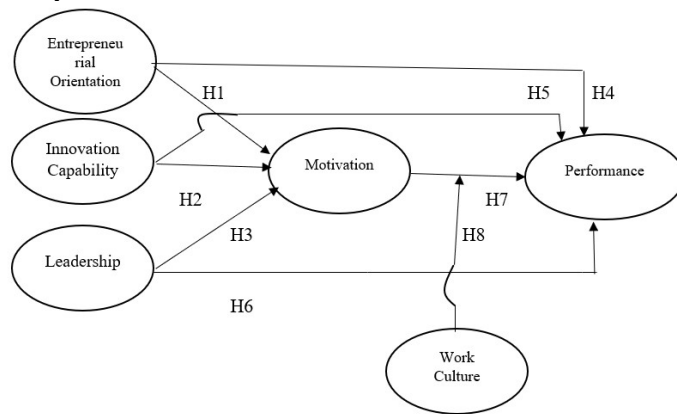 Entrepreneu
rial
Orientation
H1
H5
H4
Innovation
Capability
Motivation
Performance
H2
H7
H3
H8
Leadership
H6
Work
Culture